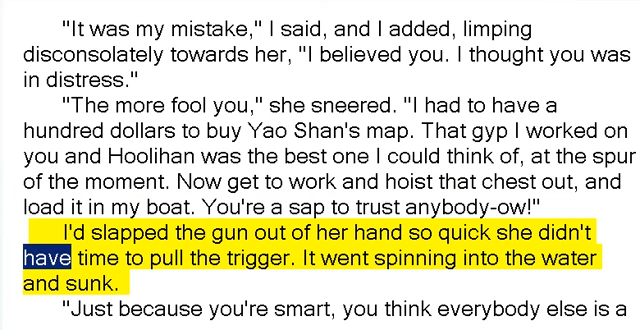 "It was my mistake," I said, and I added, limping
disconsolately towards her, "I believed you. I thought you was
in distress."
"The more fool you," she sneered. "I had to have a
hundred dollars to buy Yao Shan's map. That gyp I worked on
you and Hoolihan was the best one I could think of, at the spur
of the moment. Now get to work and hoist that chest out, and
load it in my boat. You're a sap to trust anybody-ow!"
I'd slapped the gun out of her hand so quick she didn't
have time to pull the trigger. It went spinning into the water
and sunk.
"Just because you're smart, you think everybody else is a